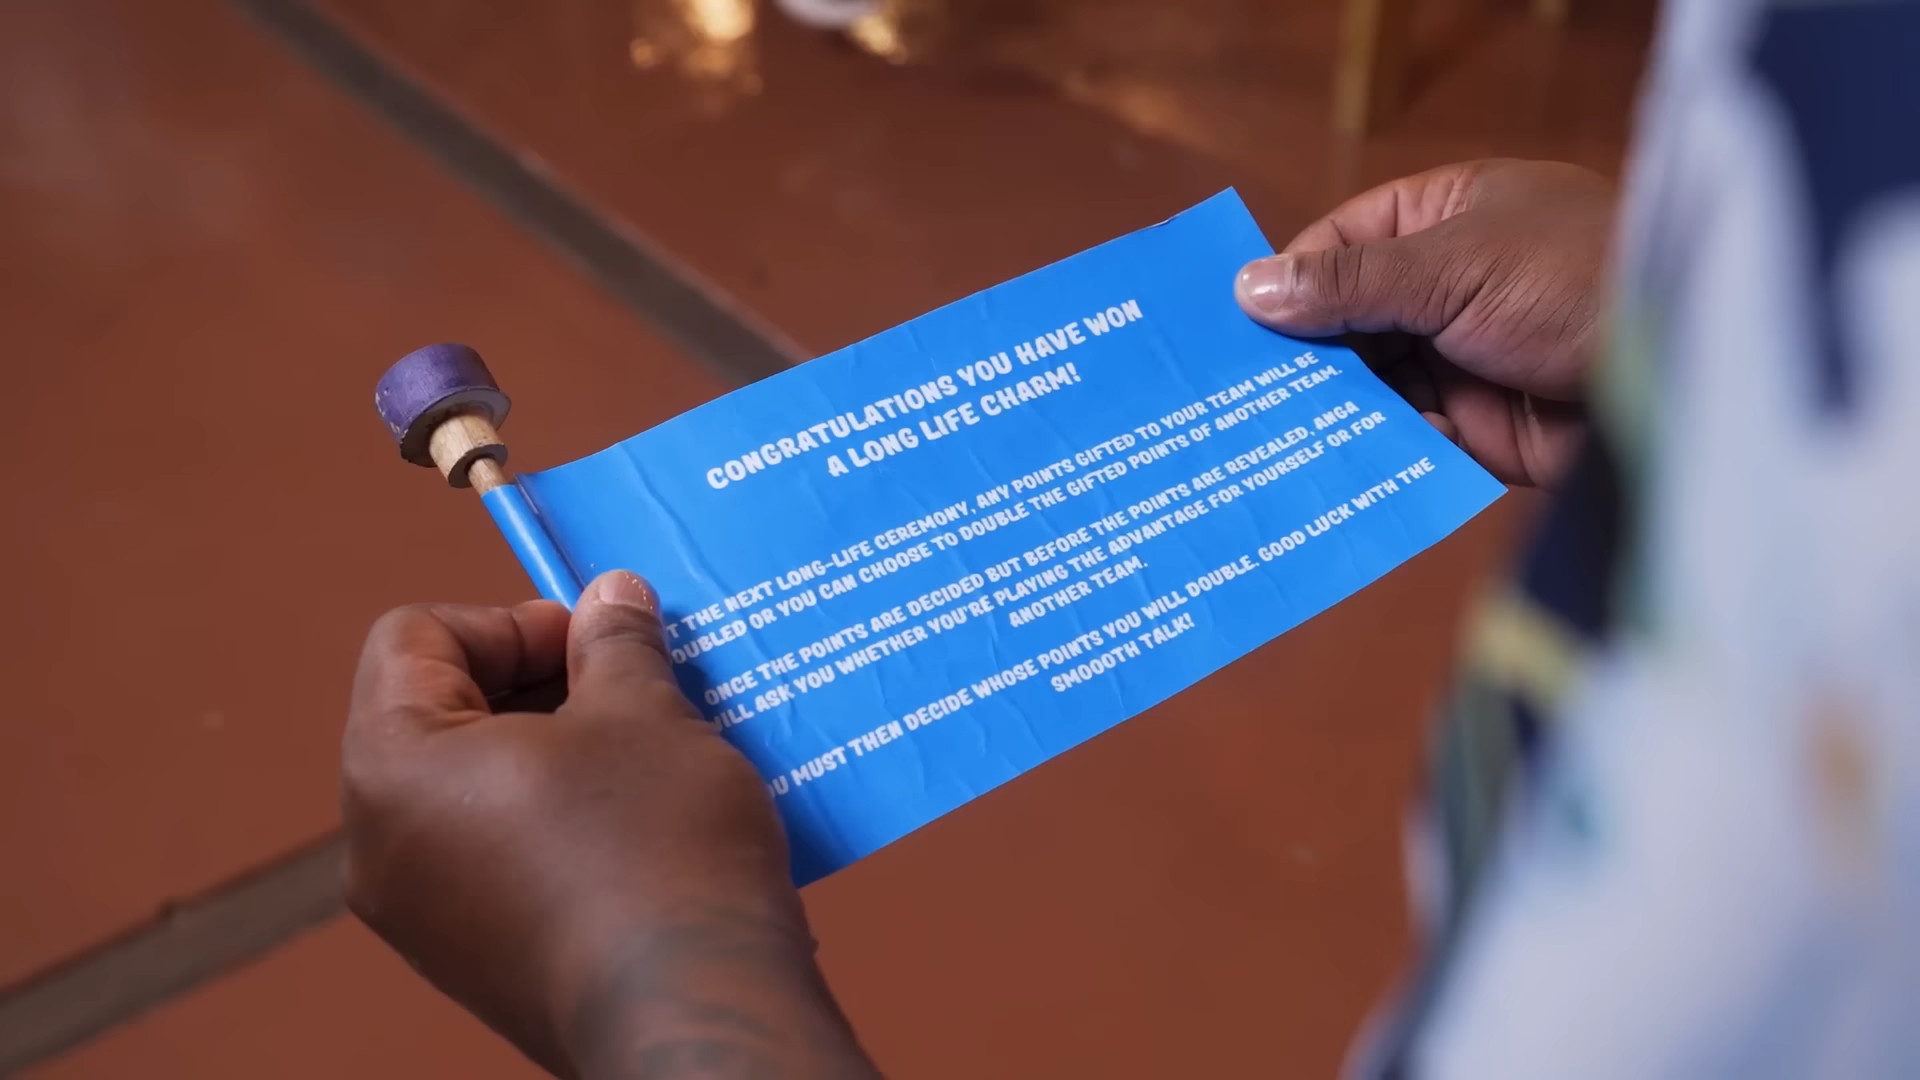 CONGRATULATIONS YOU HAVE WON
A LONG LIFE CHARM!
T THE NEXT LONG-LIFE CEREMONY, ANY POINTS GIFTED TO YOUR TEAM WILL BE
OUBLED OR YOU CAN CHOOSE TO DOUBLE THE GIFTED POINTS OF ANOTHER TEAM.
ONCE THE POINTS ARE DECIDED BUT BEFORE THE POINTS ARE REVEALED, ANGA
WILL ASK YOU WHETHER YOU'RE PLAYING THE ADVANTAGE FOR YOURSELF OR FOR
ANOTHER TEAM.
OU MUST THEN DECIDE WHOSE POINTS YOU WILL DOUBLE. GOOD LUCK WITH THE
SMOOOTH TALK!